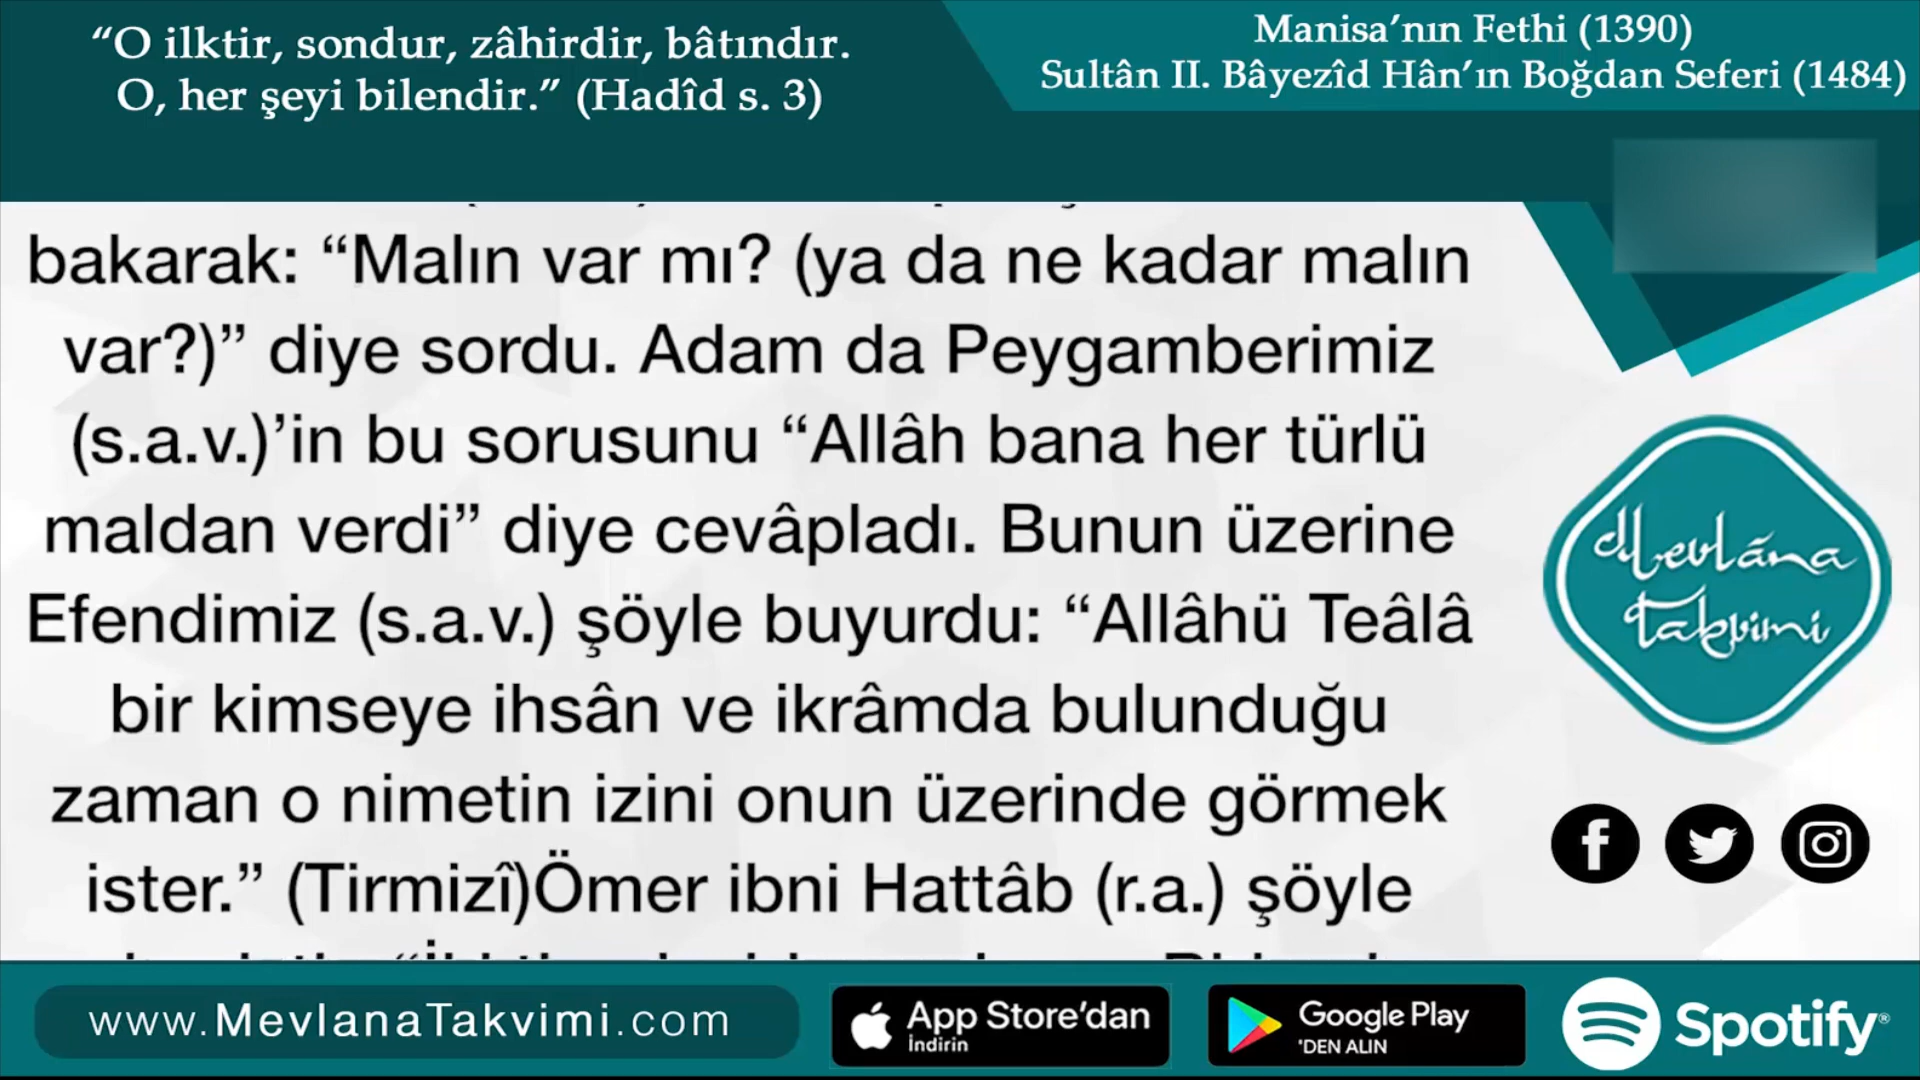 “O ilktir, sondur, zâhirdir, bâtındır.
O, her şeyi bilendir.” (Hadîd s. 3)
Manisa’nın Fethi (1390)
Sultân II. Bâyezîd Hân’ın Boğdan Seferi (1484)
bakarak: “Malın var mı? (ya da ne kadar malın
var?)” diye sordu. Adam da Peygamberimiz
(s.a.v.)’in bu sorusunu “Allâh bana her türlü
maldan verdi” diye cevâpladı. Bunun üzerine
Efendimiz (s.a.v.) şöyle buyurdu: “Allâhü Teâlâ
bir kimseye ihsân ve ikrâmda bulunduğu
zaman o nimetin izini onun üzerinde görmek
ister.” (Tirmizî)Ömer ibni Hattâb (r.a.) şöyle
Mevlâna
Takvimi
www.MevlanaTakvimi.com
App Store’dan
İndirin
Google Play
'DEN ALIN
Spotify®